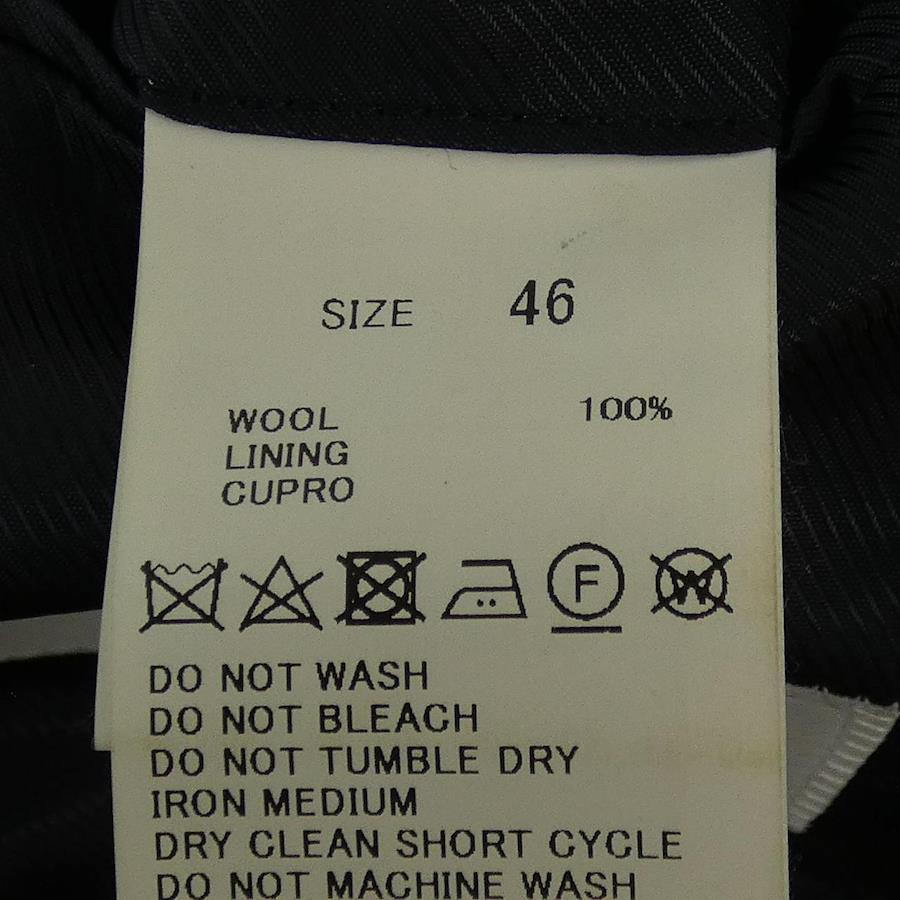 SIZE 46
WOOL 100%
LINING
CUPRO
F W
DO NOT WASH
DO NOT BLEACH
DO NOT TUMBLE DRY
IRON MEDIUM
DRY CLEAN SHORT CYCLE
DO NOT MACHINE WASH